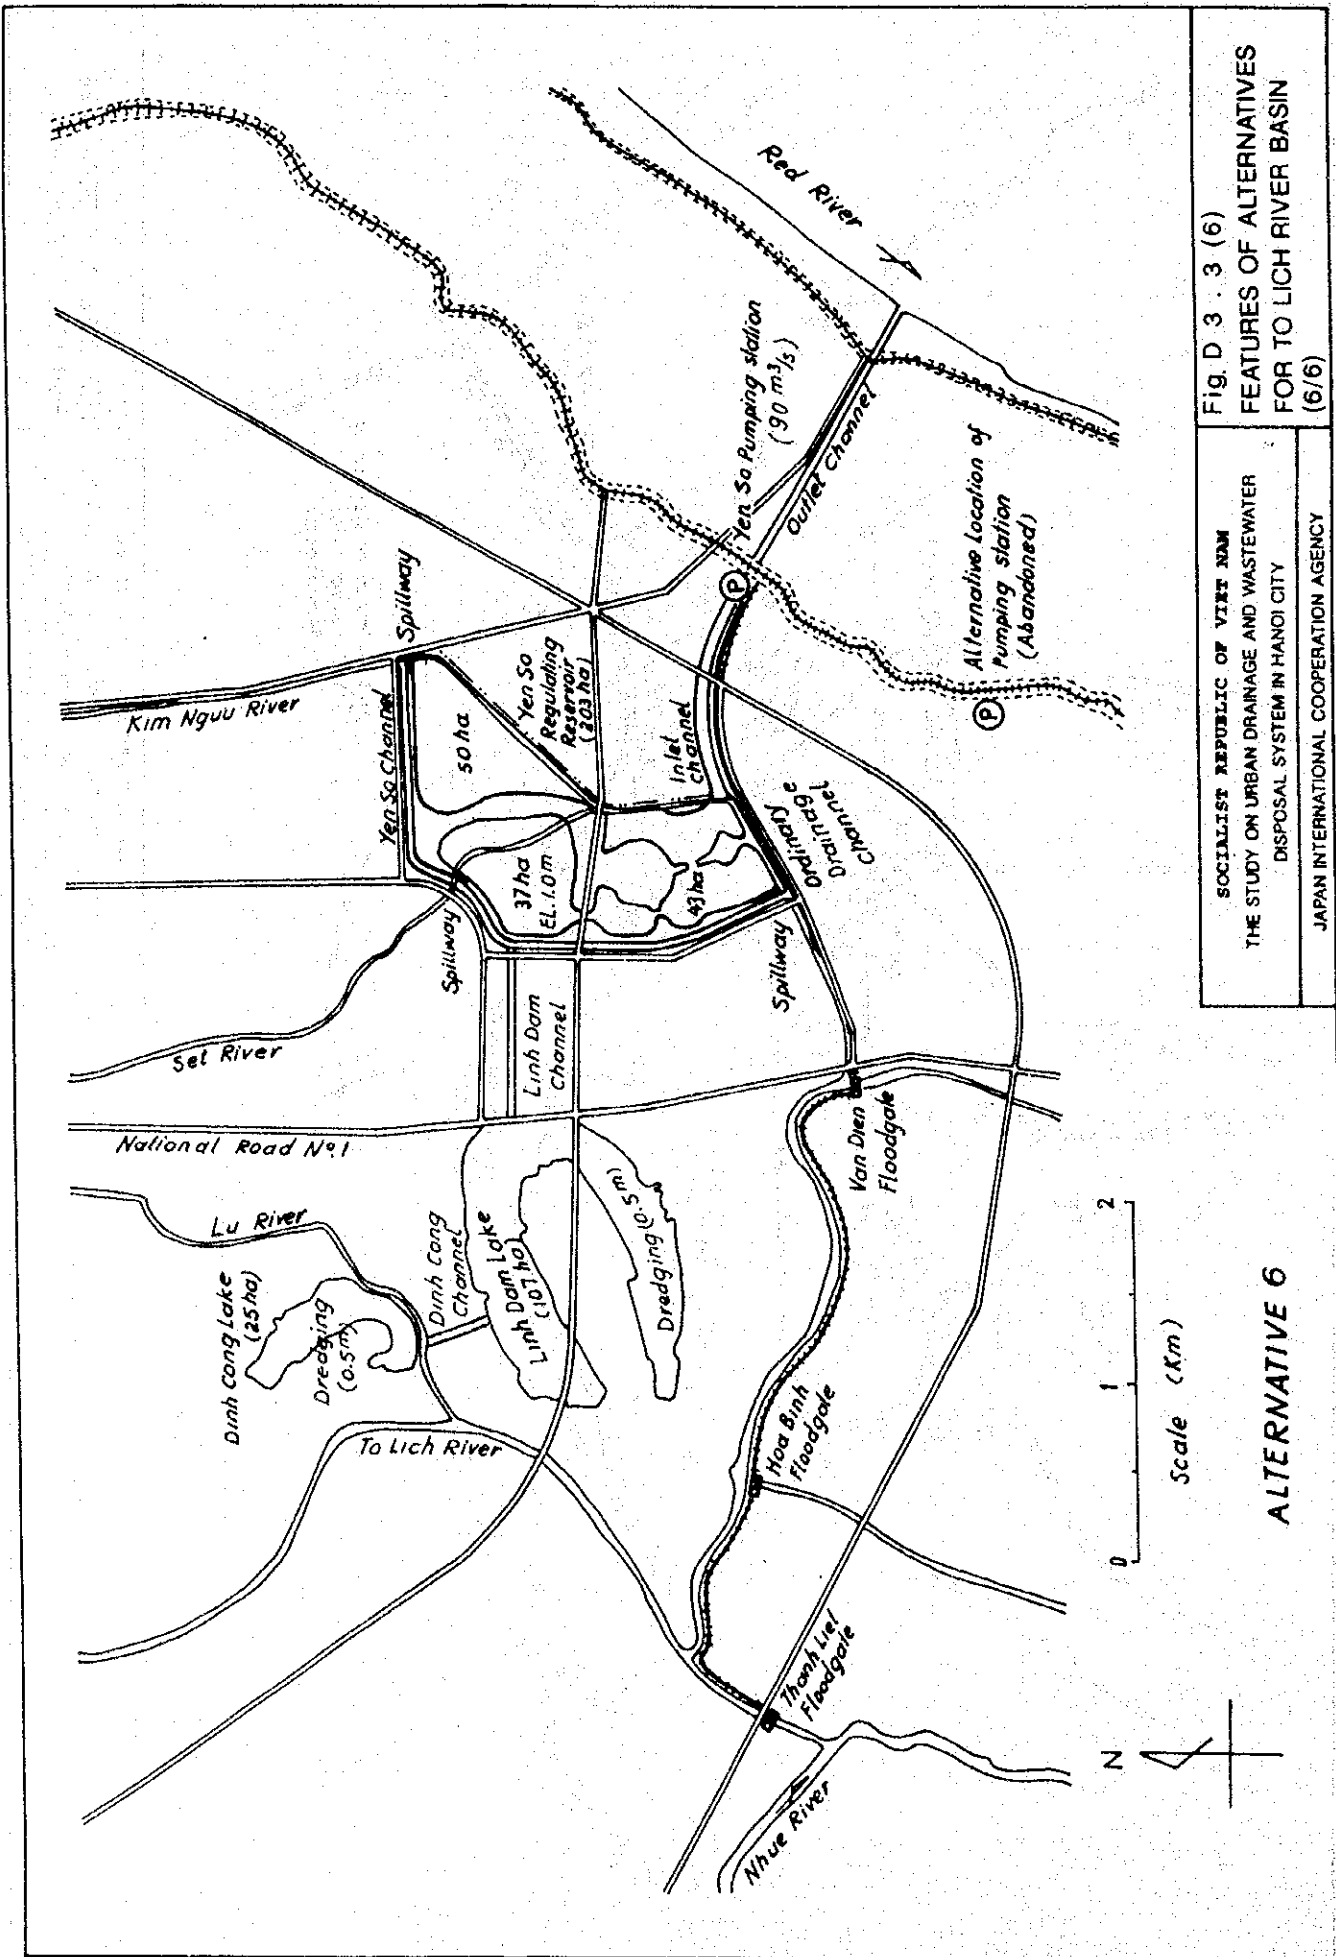 Red River
Yen So Pumping station
(90 m³/s)
Outlet Channel
Alternative Location of
Pumping station
(Abandoned)
P
P
Spillway
Kim Nguu River
Yen So Channel
50 ha
Yen So
Regulating
Reservoir
(203 ha)
Inlet
Channel
Ordinary
Drainage
Channel
37 ha
EL. 1.0 m
43 ha
Spillway
Spillway
Set River
Linh Dam
Channel
National Road Nº.1
Van Dien
Floodgate
Lu River
Dinh Cong
Channel
Linh Dam Lake
(107 ha)
Dredging (0.5 m)
Dinh Cong Lake
(25 ha)
Dredging
(0.5 m)
To Lich River
Hoa Binh
Floodgate
Thanh Liet
Floodgate
Nhue River
N
0 1 2
Scale (Km)
ALTERNATIVE 6
SOCIALIST REPUBLIC OF VIET NAM
THE STUDY ON URBAN DRAINAGE AND WASTEWATER
DISPOSAL SYSTEM IN HANOI CITY
JAPAN INTERNATIONAL COOPERATION AGENCY
Fig. D 3 . 3 (6)
FEATURES OF ALTERNATIVES
FOR TO LICH RIVER BASIN
(6/6)